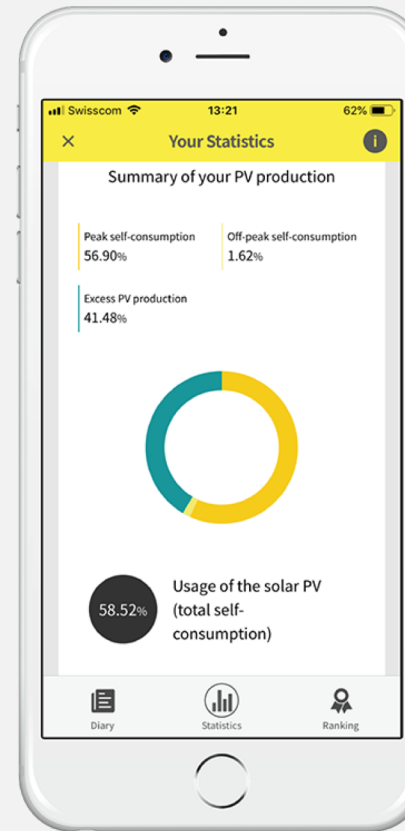 Swisscom 13:21 62%
Your Statistics
Summary of your PV production
Peak self-consumption
56.90%
Off-peak self-consumption
1.62%
Excess PV production
41.48%
58.52%
Usage of the solar PV
(total self-
consumption)
Diary Statistics Ranking